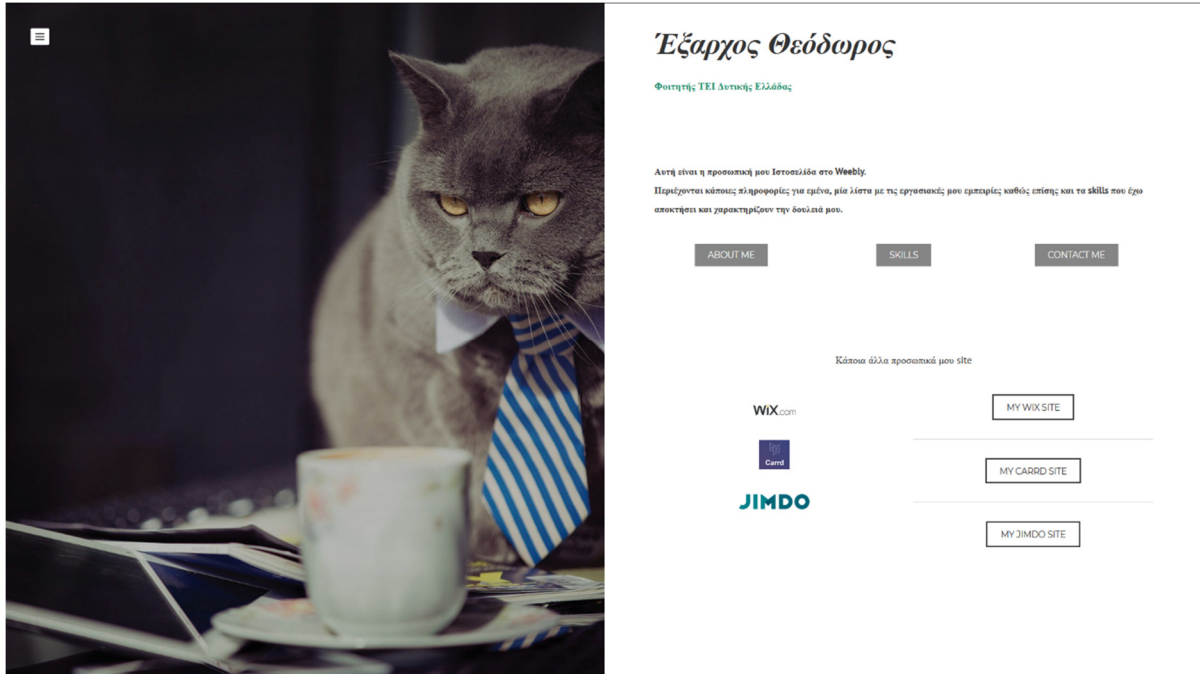 Έξαρχος Θεόδωρος
Φοιτητής ΤΕΙ Δυτικής Ελλάδας
Αυτή είναι η προσωπική μου Ιστοσελίδα στο Weebly.
Περιέχονται κάποιες πληροφορίες για εμένα, μία λίστα με τις εργασιακές μου εμπειρίες καθώς επίσης και τα skills που έχω
αποκτήσει και χαρακτηρίζουν την δουλειά μου.
ABOUT ME
SKILLS
CONTACT ME
Κάποια άλλα προσωπικά μου site
WiX.com
MY WIX SITE
Carrd
MY CARRD SITE
JIMDO
MY JIMDO SITE